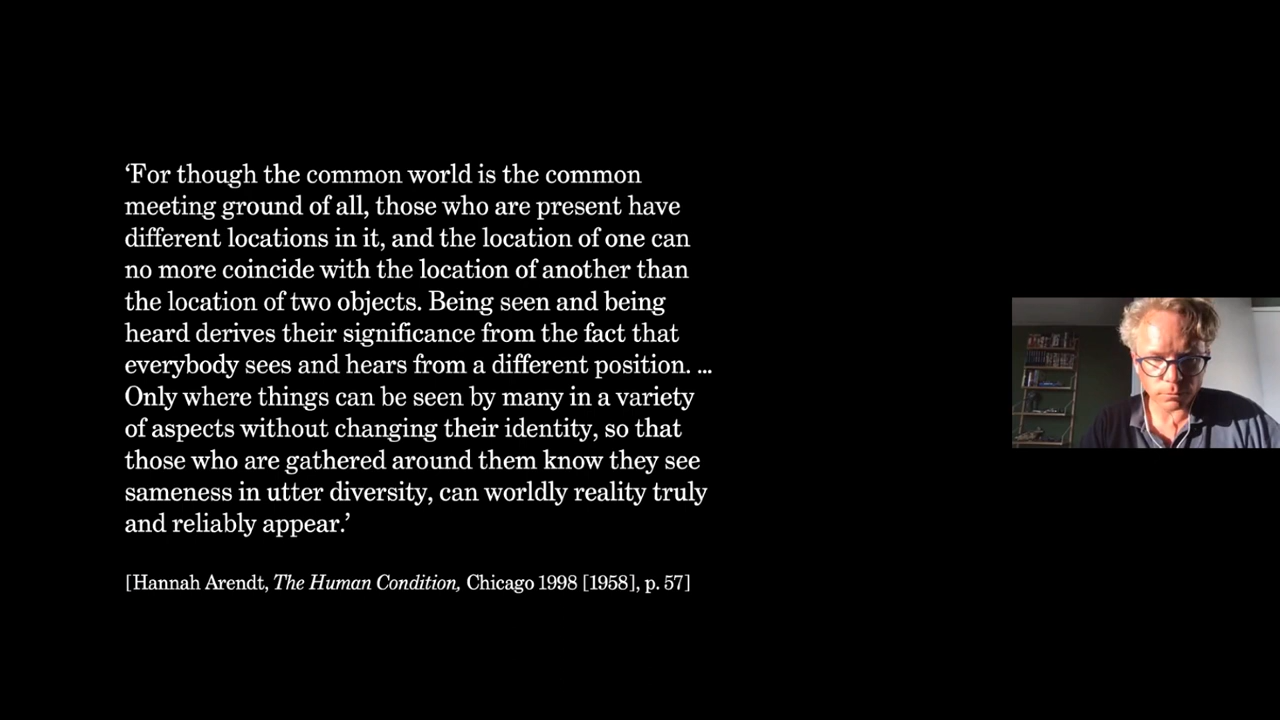 ‘For though the common world is the common
meeting ground of all, those who are present have
different locations in it, and the location of one can
no more coincide with the location of another than
the location of two objects. Being seen and being
heard derives their significance from the fact that
everybody sees and hears from a different position. ...
Only where things can be seen by many in a variety
of aspects without changing their identity, so that
those who are gathered around them know they see
sameness in utter diversity, can worldly reality truly
and reliably appear.’
[Hannah Arendt, The Human Condition, Chicago 1998 [1958], p. 57]